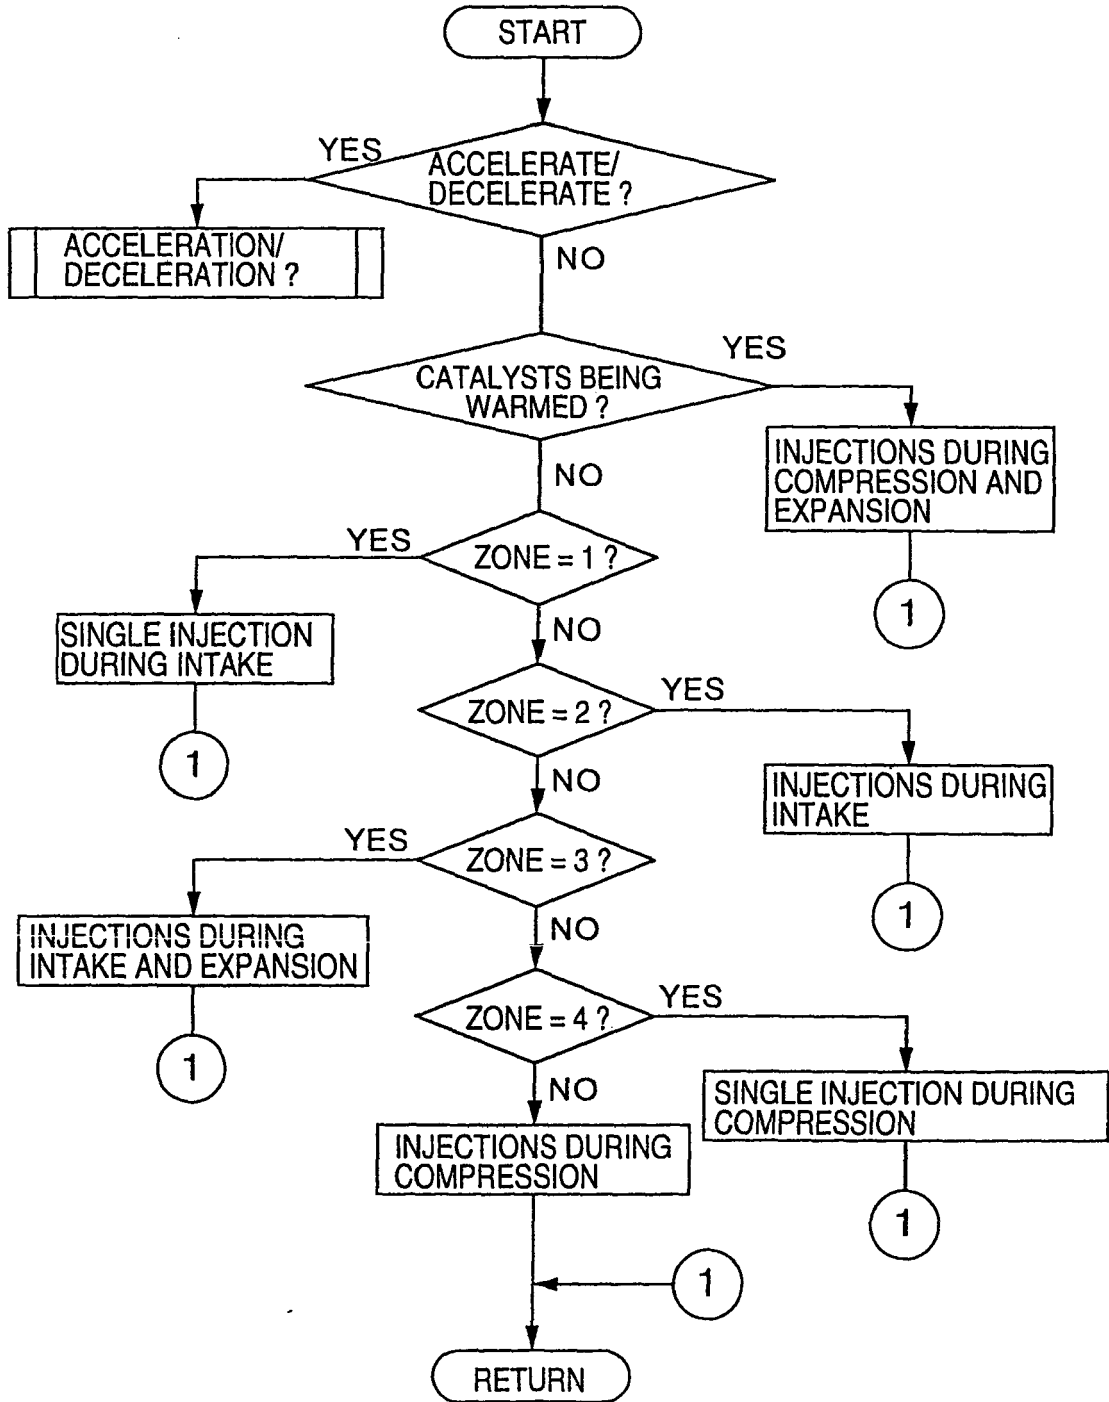 START
YES
ACCELERATE/
DECELERATE ?
ACCELERATION/
DECELERATION ?
NO
YES
CATALYSTS BEING
WARMED ?
INJECTIONS DURING
COMPRESSION AND
EXPANSION
NO
YES
ZONE = 1 ?
1
SINGLE INJECTION
DURING INTAKE
NO
YES
ZONE = 2 ?
1
INJECTIONS DURING
INTAKE
NO
YES
ZONE = 3 ?
1
INJECTIONS DURING
INTAKE AND EXPANSION
NO
YES
ZONE = 4 ?
1
SINGLE INJECTION DURING
COMPRESSION
NO
INJECTIONS DURING
COMPRESSION
1
1
RETURN